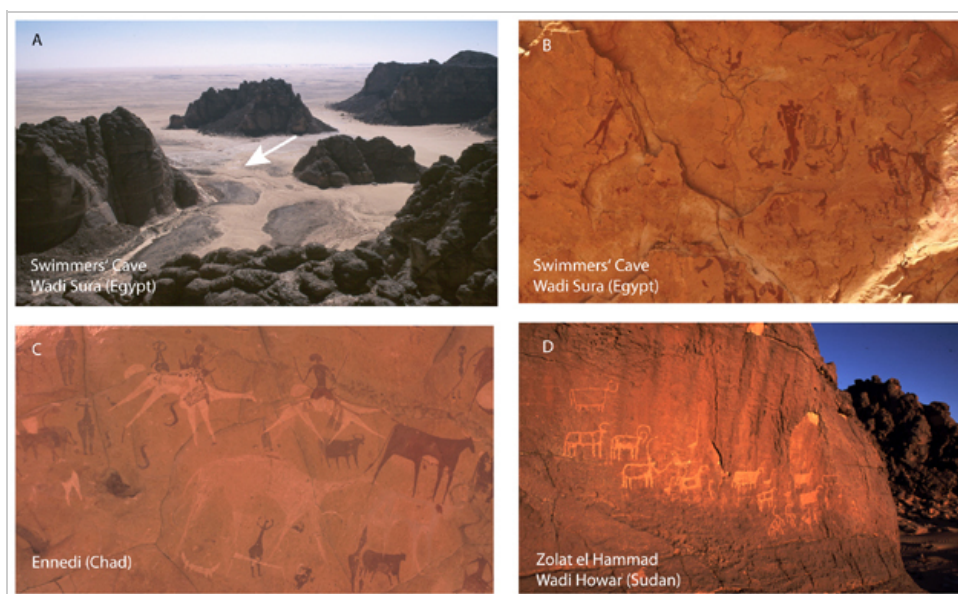 A
Swimmers‘ Cave
Wadi Sura (Egypt)
B
Swimmers‘ Cave
Wadi Sura (Egypt)
C
Ennedi (Chad)
D
Zolat el Hammad
Wadi Howar (Sudan)